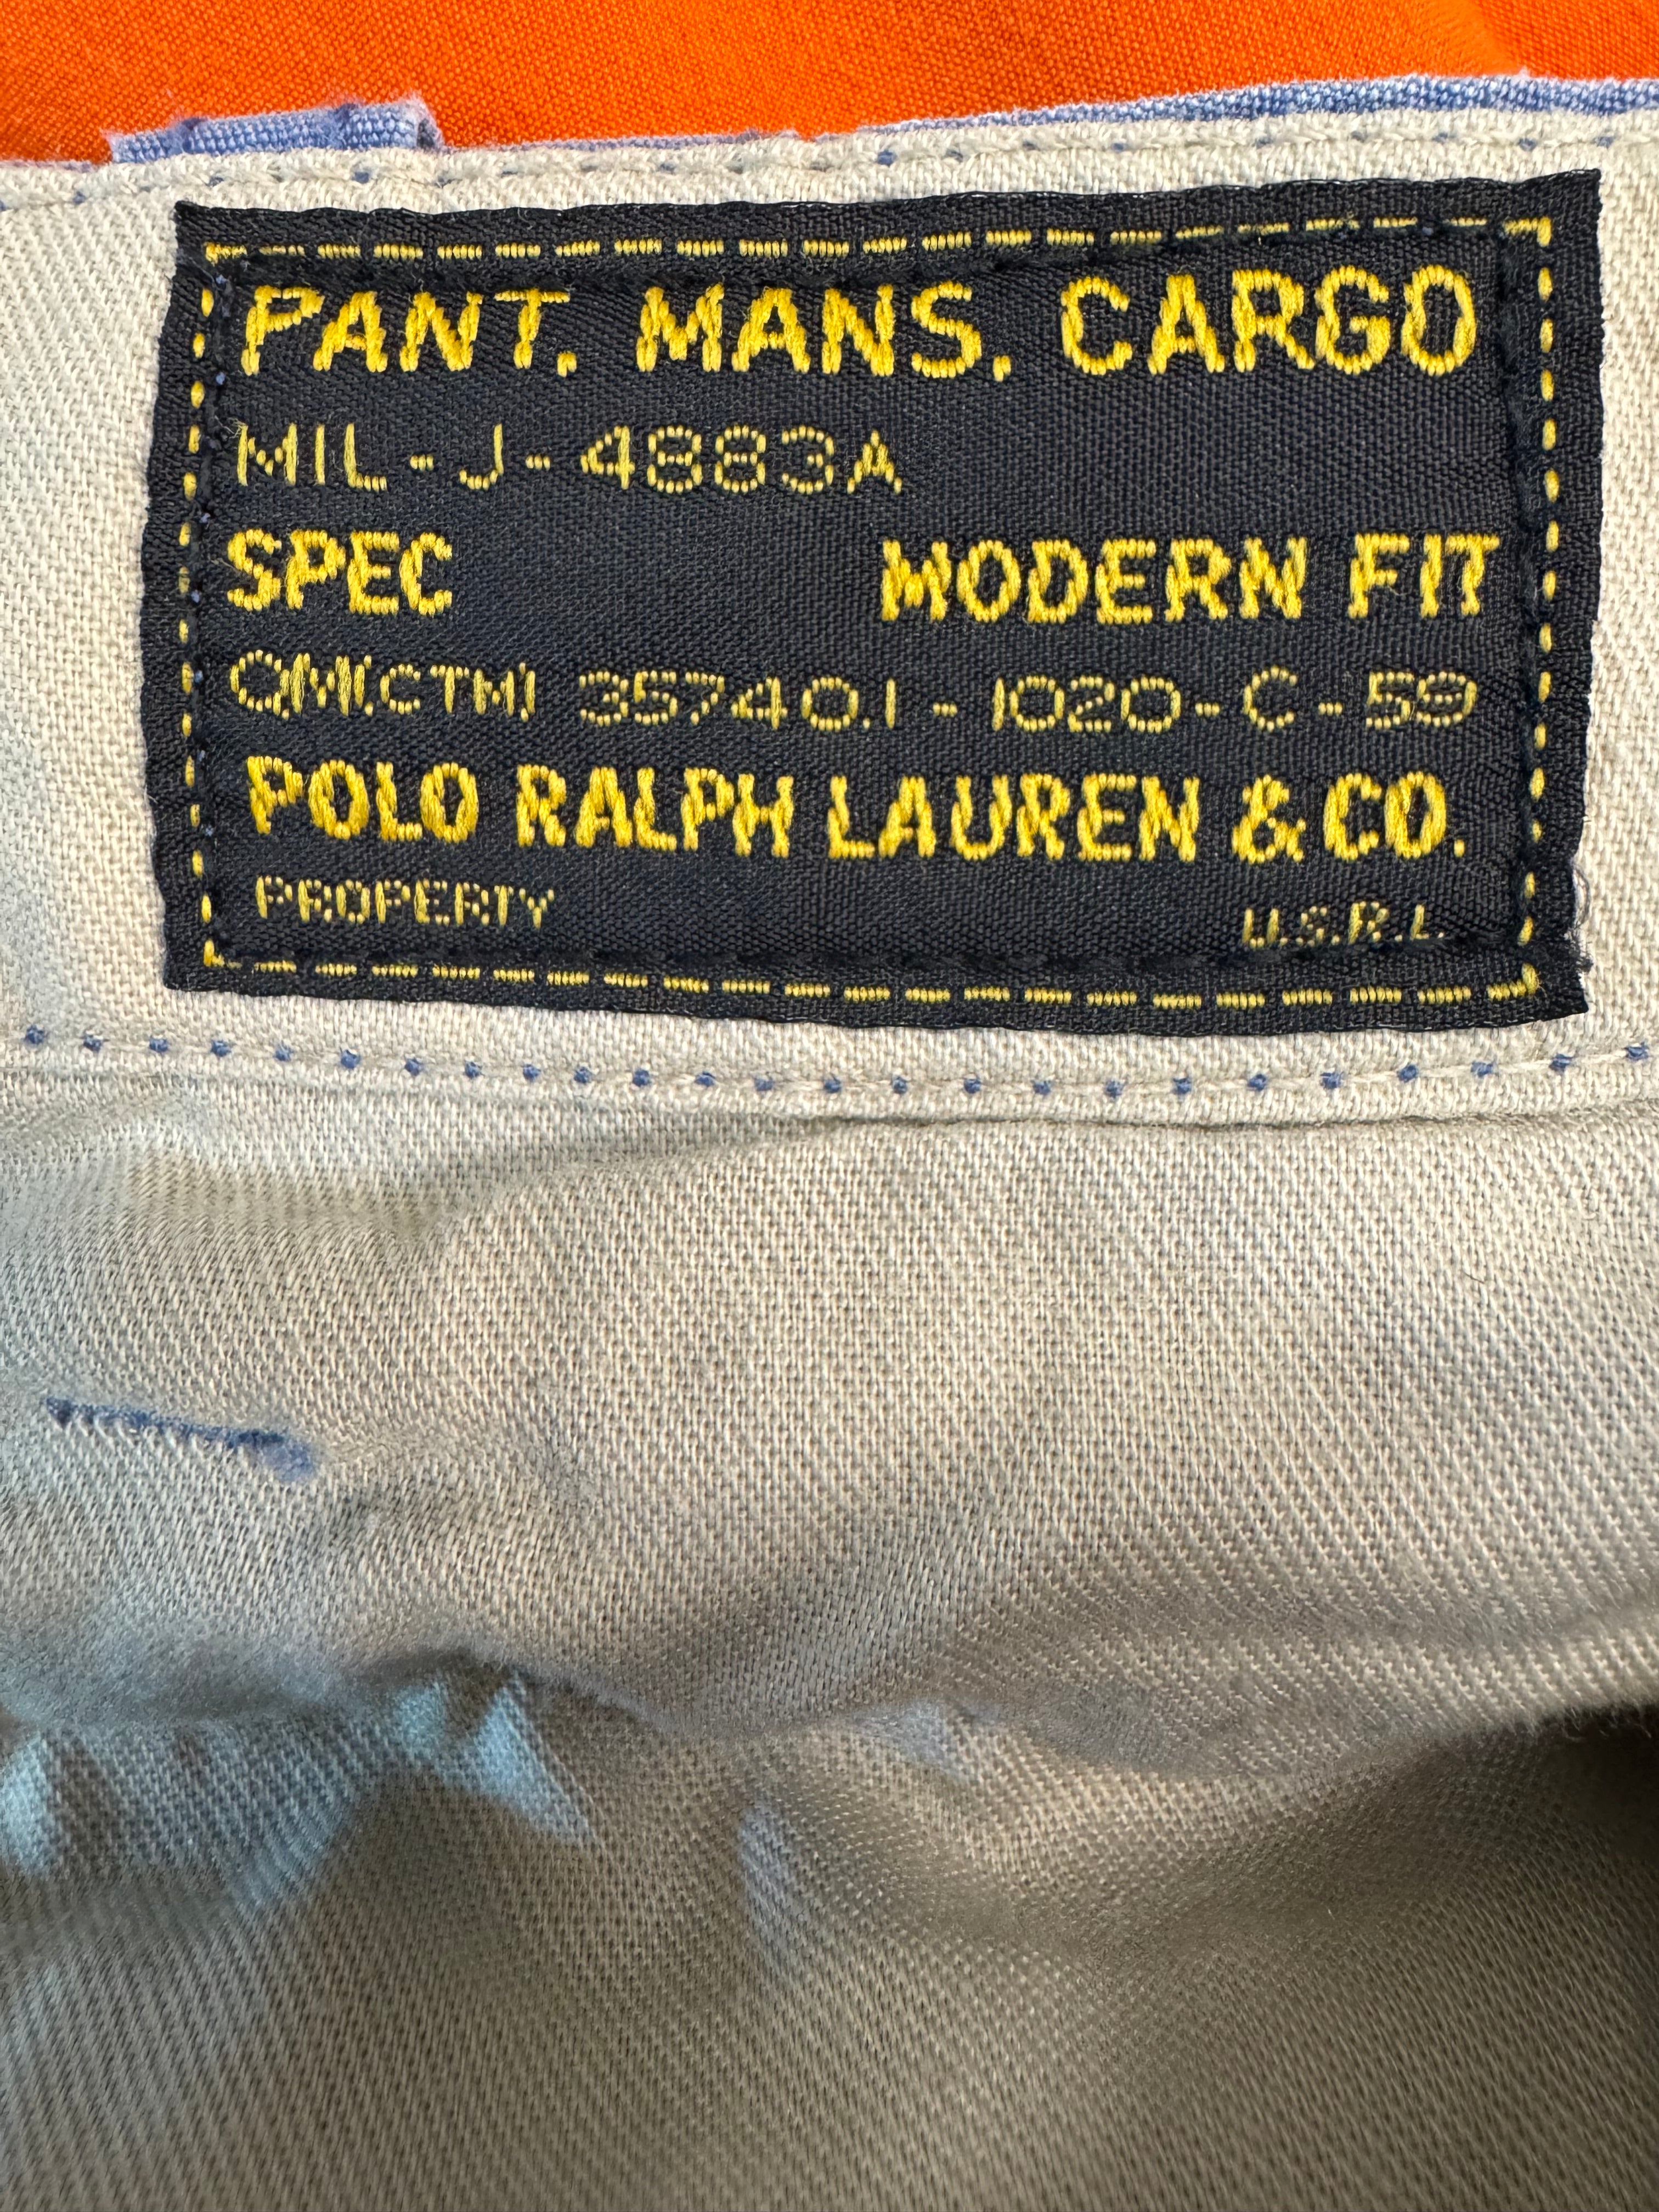 PANT. MANS. CARGO
MIL-J-4883A
SPEC MODERN FIT
QM(CTM) 35740.1-1020-C-59
POLO RALPH LAUREN & CO.
PROPERTY U.S.R.L.